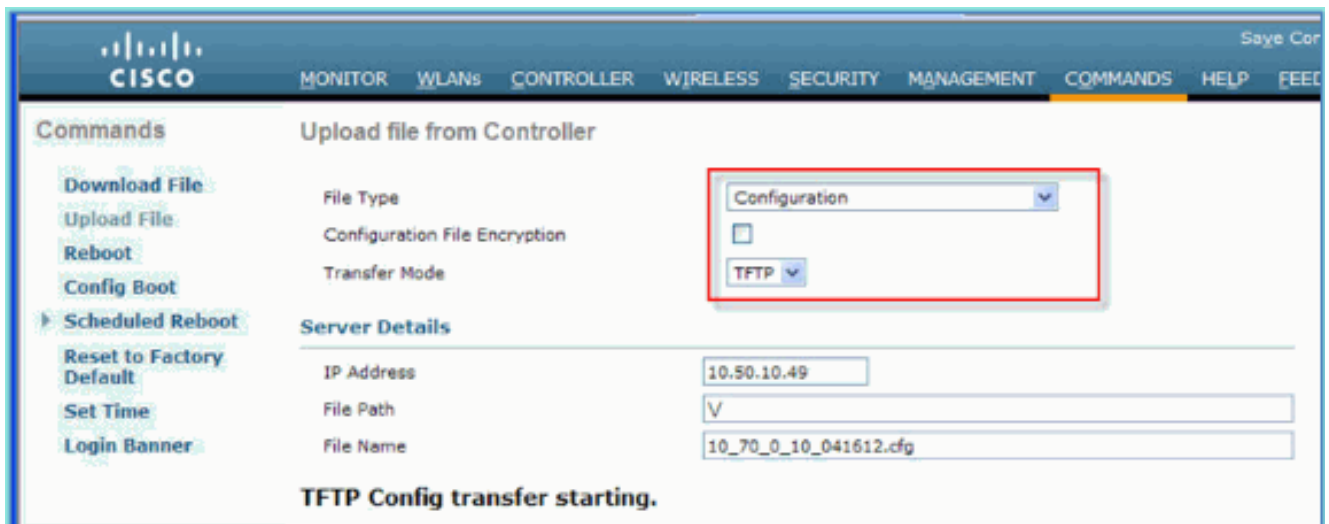 Save Cor
CISCO
MONITOR WLANs CONTROLLER WIRELESS SECURITY MANAGEMENT COMMANDS HELP FEED
Commands
Download File
Upload File
Reboot
Config Boot
Scheduled Reboot
Reset to Factory
Default
Set Time
Login Banner
Upload file from Controller
File Type Configuration
Configuration File Encryption
Transfer Mode TFTP
Server Details
IP Address 10.50.10.49
File Path \/
File Name 10_70_0_10_041612.cfg
TFTP Config transfer starting.